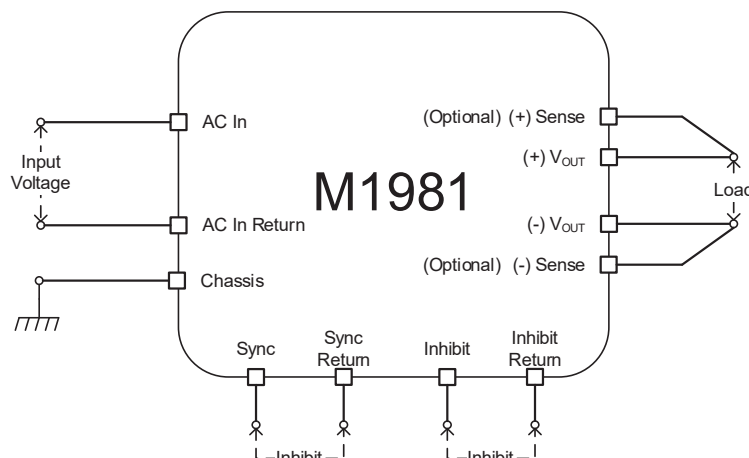 AC In
(Optional) (+) Sense
(+) VOUT
Input
Voltage
M1981
Load
AC In Return
(-) VOUT
(Optional) (-) Sense
Chassis
Sync
Sync
Return
Inhibit
Inhibit
Return
Inhibit
Inhibit